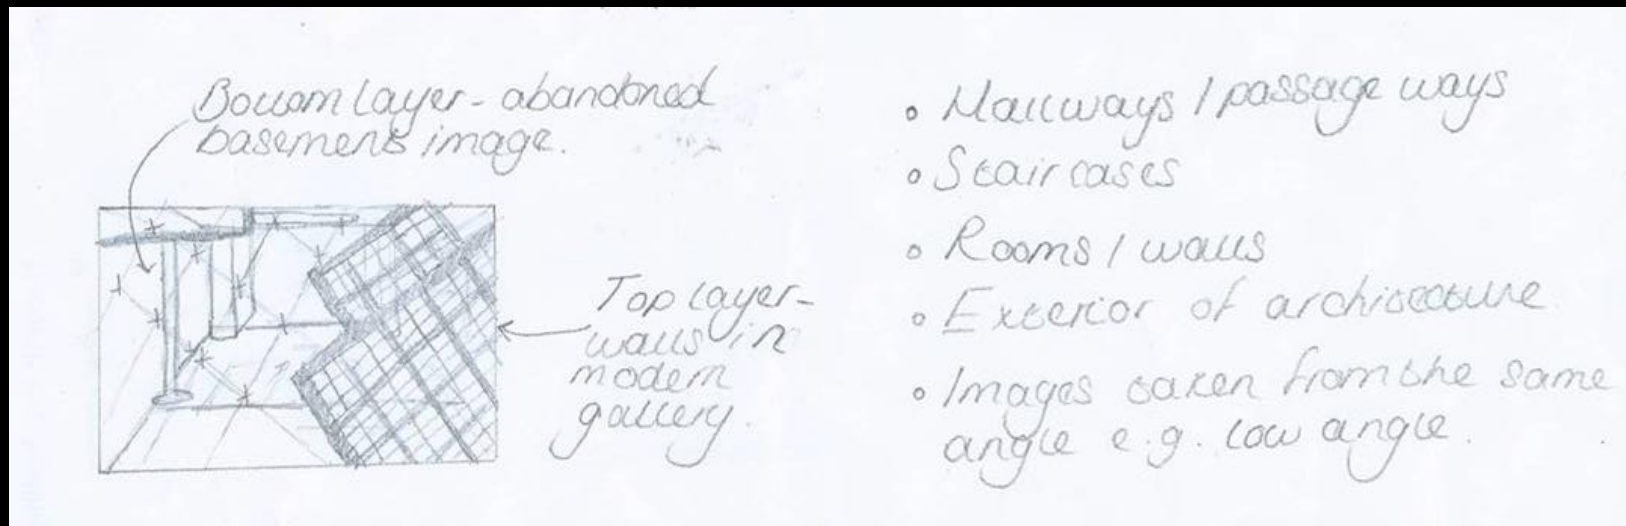 Bottom layer - abandoned
basement image.
Top layer -
walls in
modern
gallery.
• Hallways / passage ways
• Staircases
• Rooms / walls
• Exterior of architecture.
• Images taken from the same
angle e.g. low angle.